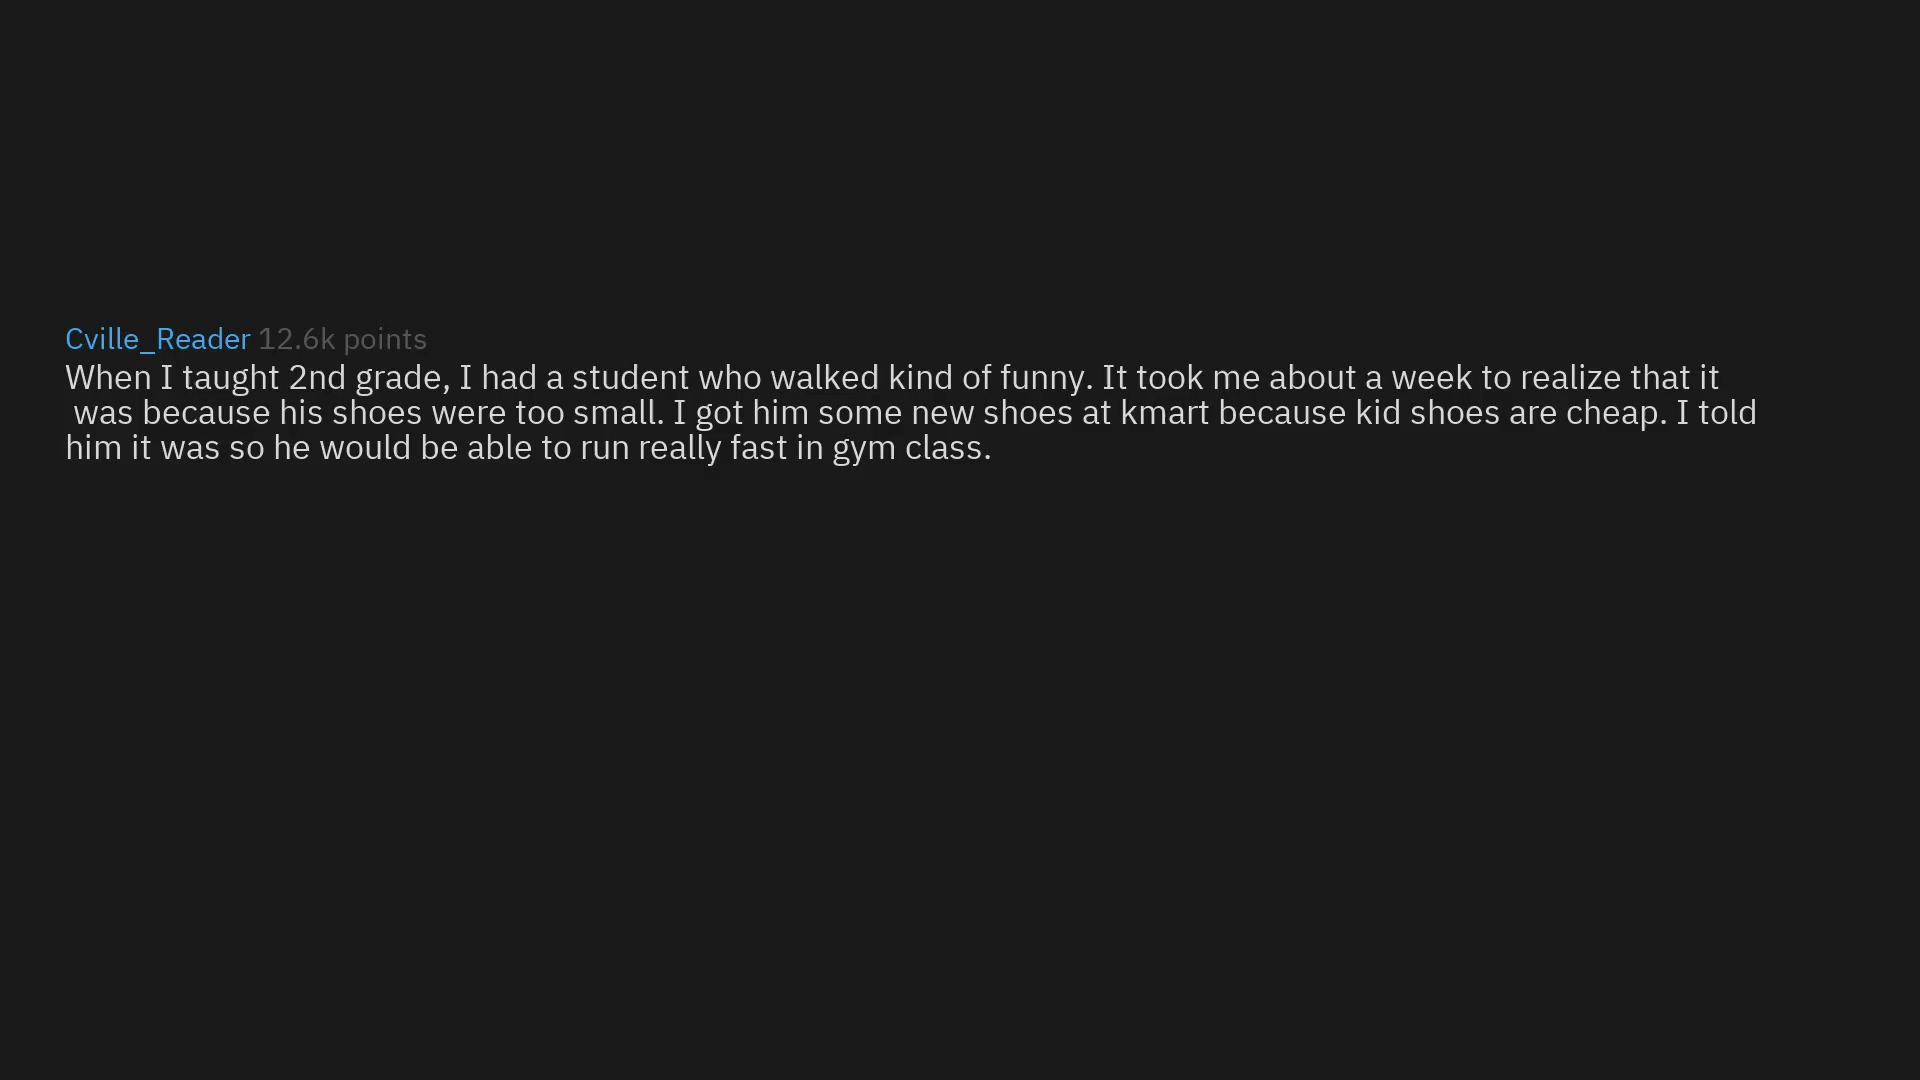 Cville_Reader 12.6k points
When I taught 2nd grade, I had a student who walked kind of funny. It took me about a week to realize that it
was because his shoes were too small. I got him some new shoes at kmart because kid shoes are cheap. I told
him it was so he would be able to run really fast in gym class.